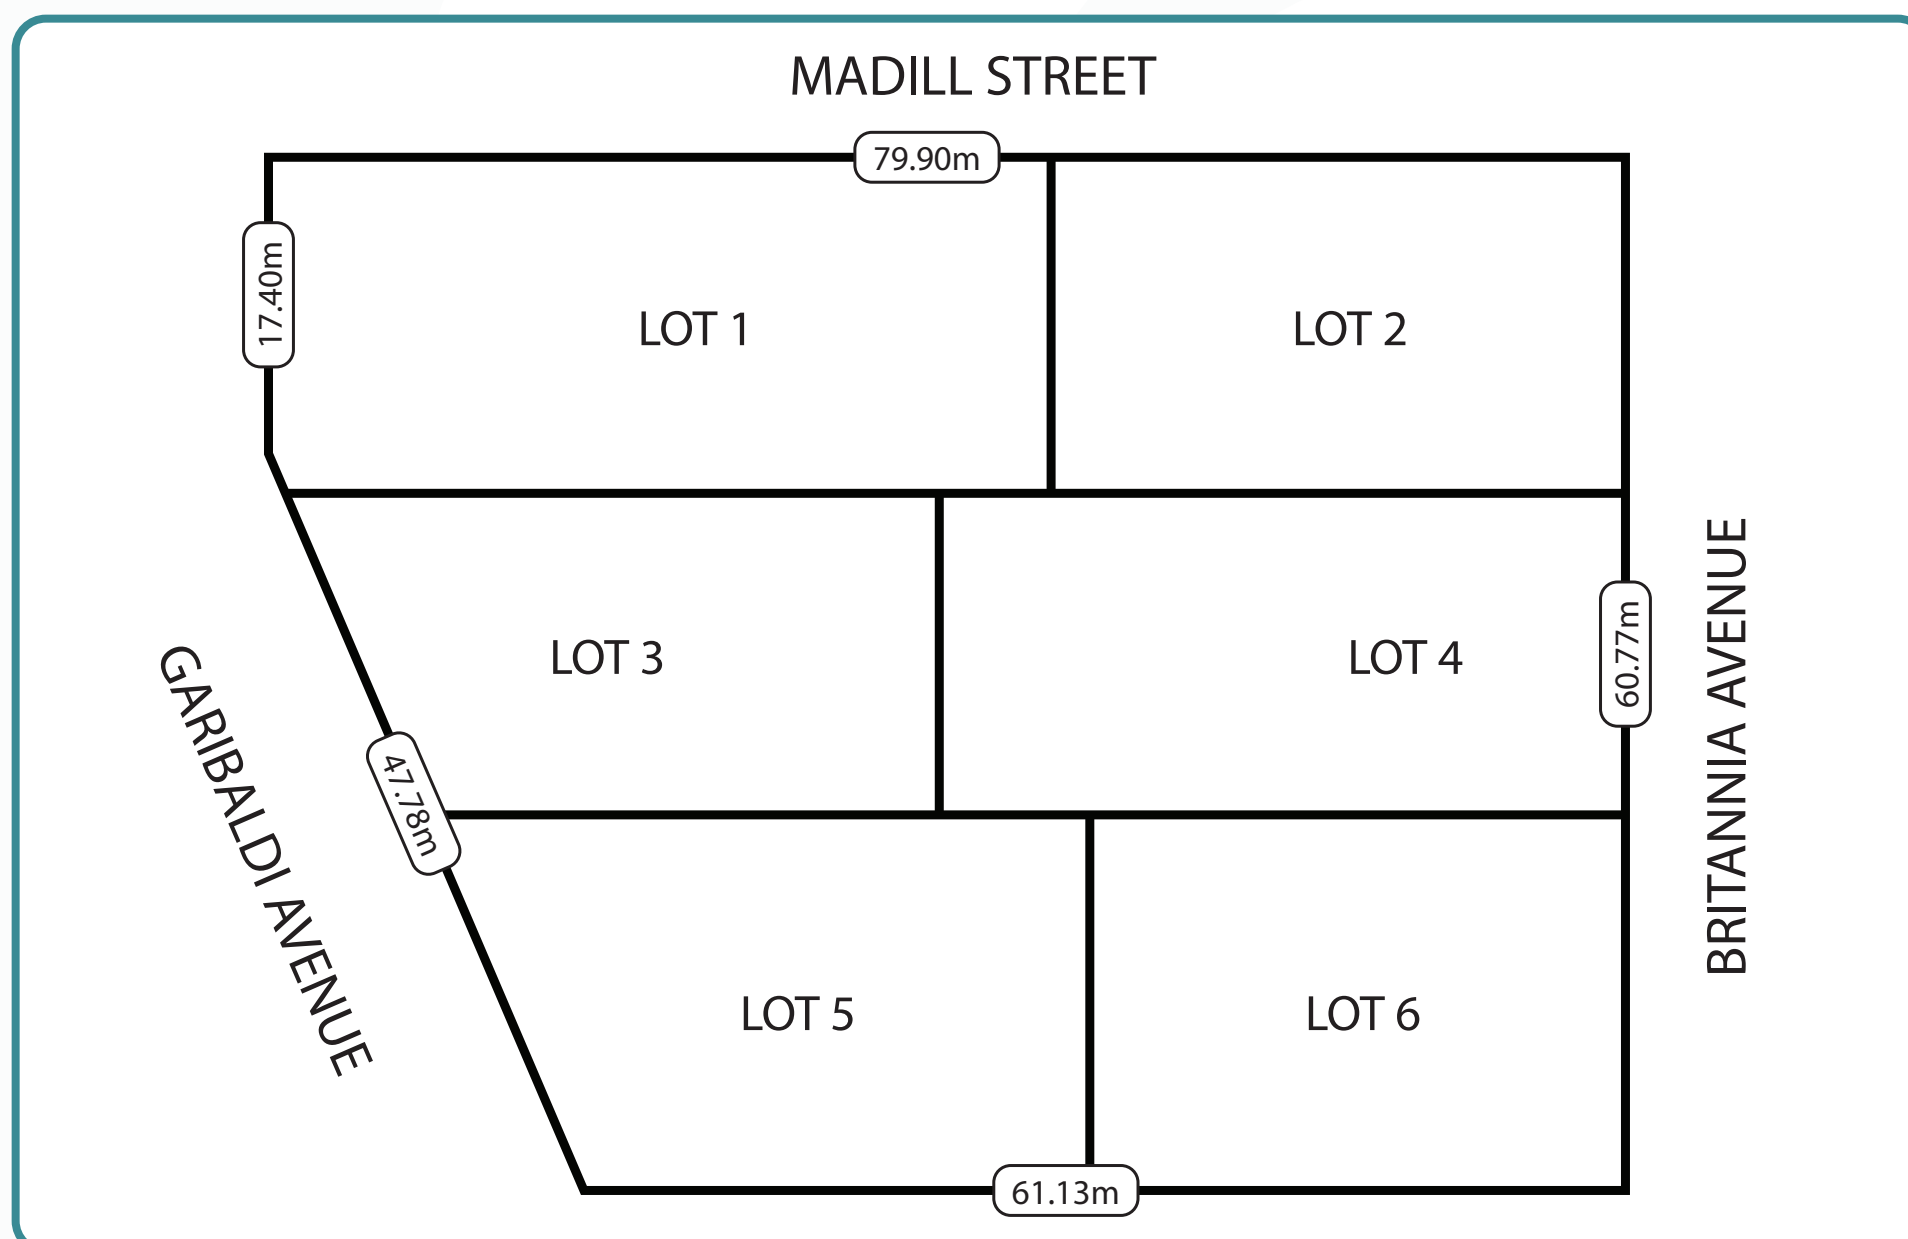 MADILL STREET
79.90m
17.40m
LOT 1
LOT 2
LOT 3
LOT 4
60.77m
BRITANNIA AVENUE
GARIBALDI AVENUE
47.78m
LOT 5
LOT 6
61.13m